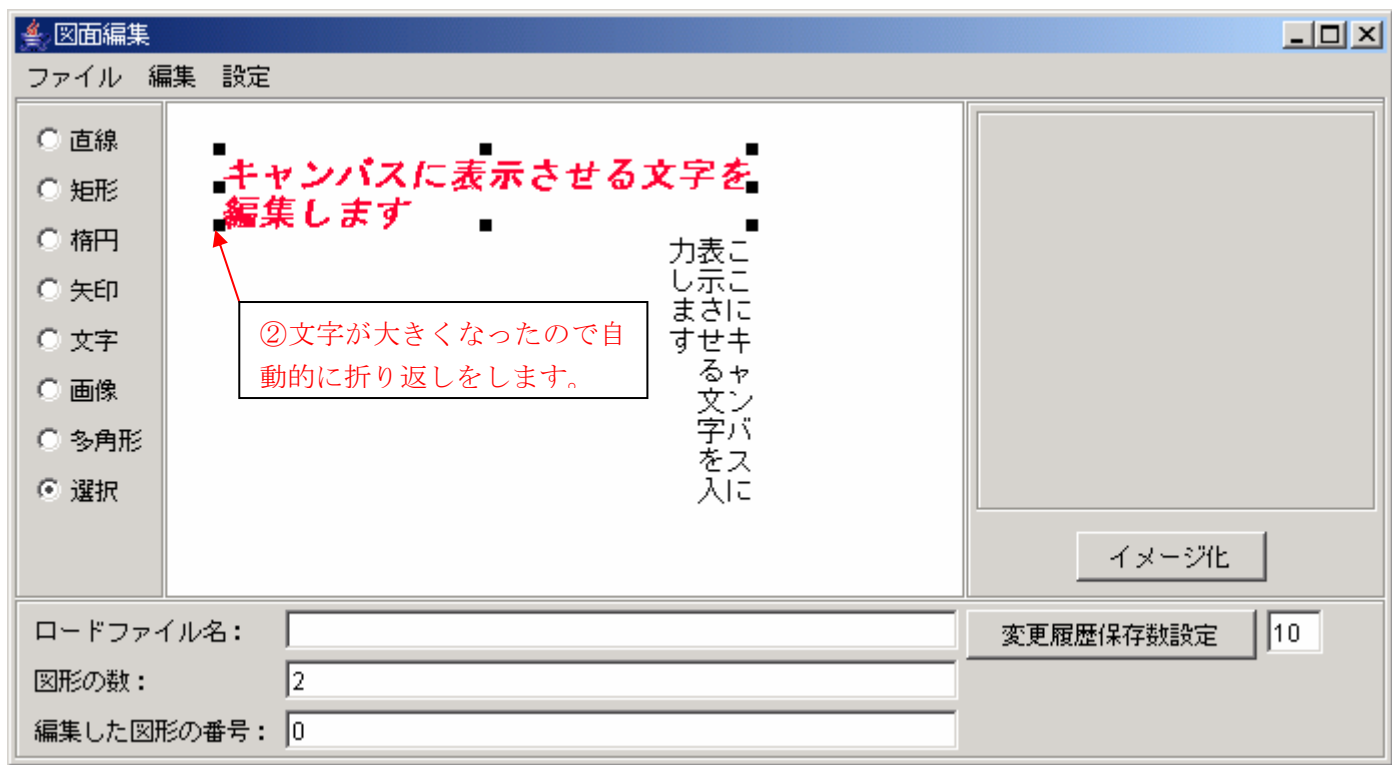 図面編集
ファイル 編集 設定
直線
矩形
楕円
矢印
文字
画像
多角形
選択
キャンバスに表示させる文字を
編集します
②文字が大きくなったので自
動的に折り返しをします。
ここにキャンバスに
表示させる文字を入
力します
イメージ化
ロードファイル名：
変更履歴保存数設定 10
図形の数： 2
編集した図形の番号： 0